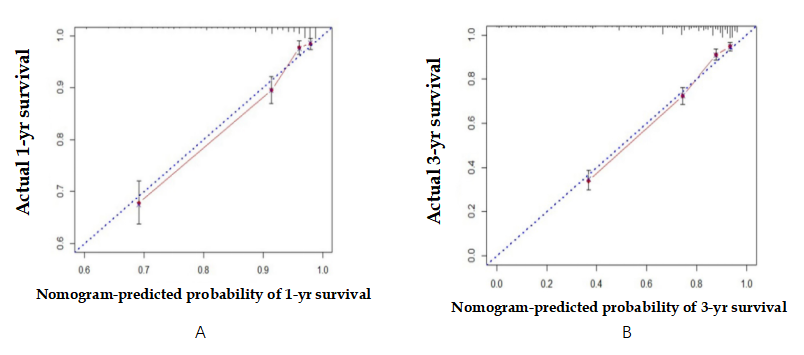 Actual 1-yr survival
1.0
0.9
0.8
0.7
0.6
0.6 0.7 0.8 0.9 1.0
Nomogram-predicted probability of 1-yr survival
A
Actual 3-yr survival
1.0
0.8
0.6
0.4
0.2
0.0
0.0 0.2 0.4 0.6 0.8 1.0
Nomogram-predicted probability of 3-yr survival
B